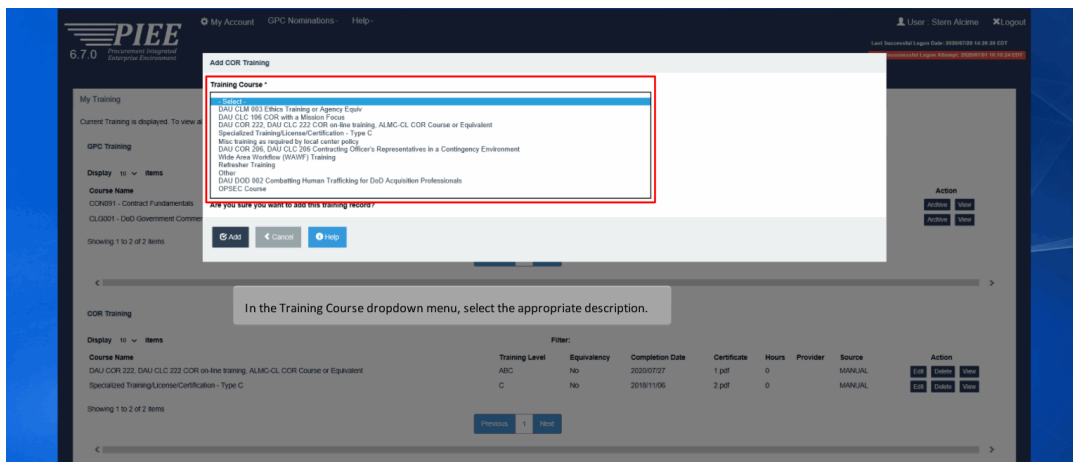 My Account GPC Nominations Help
User : Stern Alcime Logout
PIEE
Procurement Integrated
Enterprise Environment
6.7.0
Last Successful Logon Date: 2020/07/29 14:26:39 EDT
Add COR Training
Training Course *
- Select -
DAU CLM 003 Ethics Training or Agency Equiv
DAU CLC 106 COR with a Mission Focus
DAU COR 222, DAU CLC 222 COR on-line training, ALMC-CL COR Course or Equivalent
Specialized Training/License/Certification - Type C
Misc training as required by local center policy
DAU COR 206, DAU CLC 206 Contracting Officer's Representatives in a Contingency Environment
Wide Area Workflow (WAWF) Training
Refresher Training
Other
DAU DOD 002 Combatting Human Trafficking for DoD Acquisition Professionals
OPSEC Course
Are you sure you want to add this training record?
Add Cancel Help
My Training
Current Training is displayed. To view
GPC Training
Display 10 items
Course Name Action
CON091 - Contract Fundamentals Archive View
CLG001 - DoD Government Archive View
Showing 1 to 2 of 2 items
In the Training Course dropdown menu, select the appropriate description.
COR Training
Display 10 items Filter:
Course Name Training Level Equivalency Completion Date Certificate Hours Provider Source Action
DAU COR 222, DAU CLC 222 COR on-line training, ALMC-CL COR Course or Equivalent ABC No 2020/07/27 1.pdf 0 MANUAL Edit Delete View
Specialized Training/License/Certification - Type C C No 2018/11/06 2.pdf 0 MANUAL Edit Delete View
Showing 1 to 2 of 2 items
Previous 1 Next